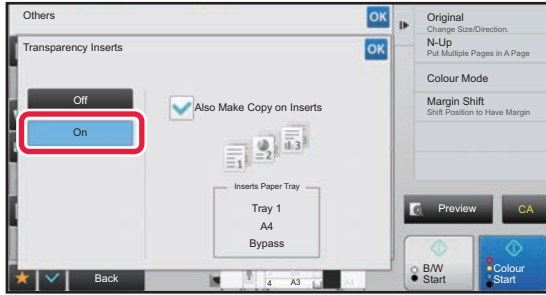 Others
OK
Transparency Inserts
OK
Off
On
Also Make Copy on Inserts
1
2
3
Inserts Paper Tray
Tray 1
A4
Bypass
Back
4
A3
Original
Change Size/Direction.
N-Up
Put Multiple Pages in A Page
Colour Mode
Margin Shift
Shift Position to Have Margin
Preview
CA
B/W
Start
Colour
Start